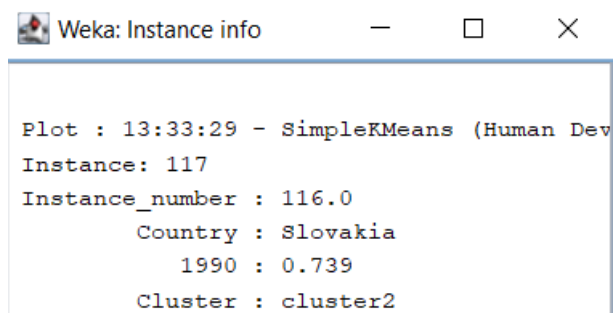 Weka: Instance info
Plot : 13:33:29 - SimpleKMeans (Human Dev
Instance: 117
Instance_number : 116.0
Country : Slovakia
1990 : 0.739
Cluster : cluster2